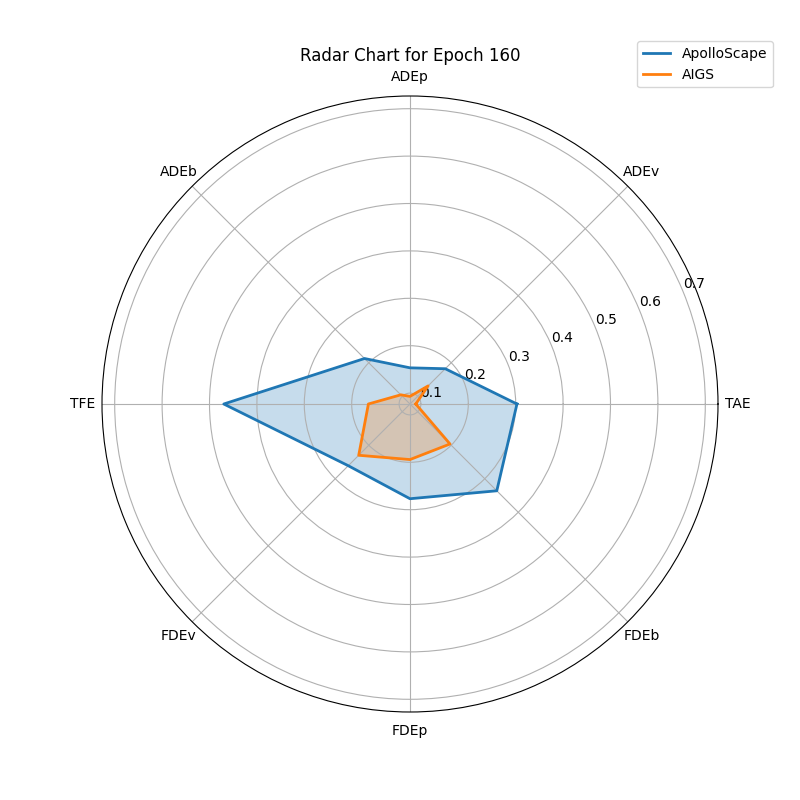 Radar Chart for Epoch 160
ApolloScape
AIGS
ADEp
ADEb
ADEv
0.7
0.6
0.5
0.4
0.3
0.2
0.1
TFE
TAE
FDEv
FDEb
FDEp